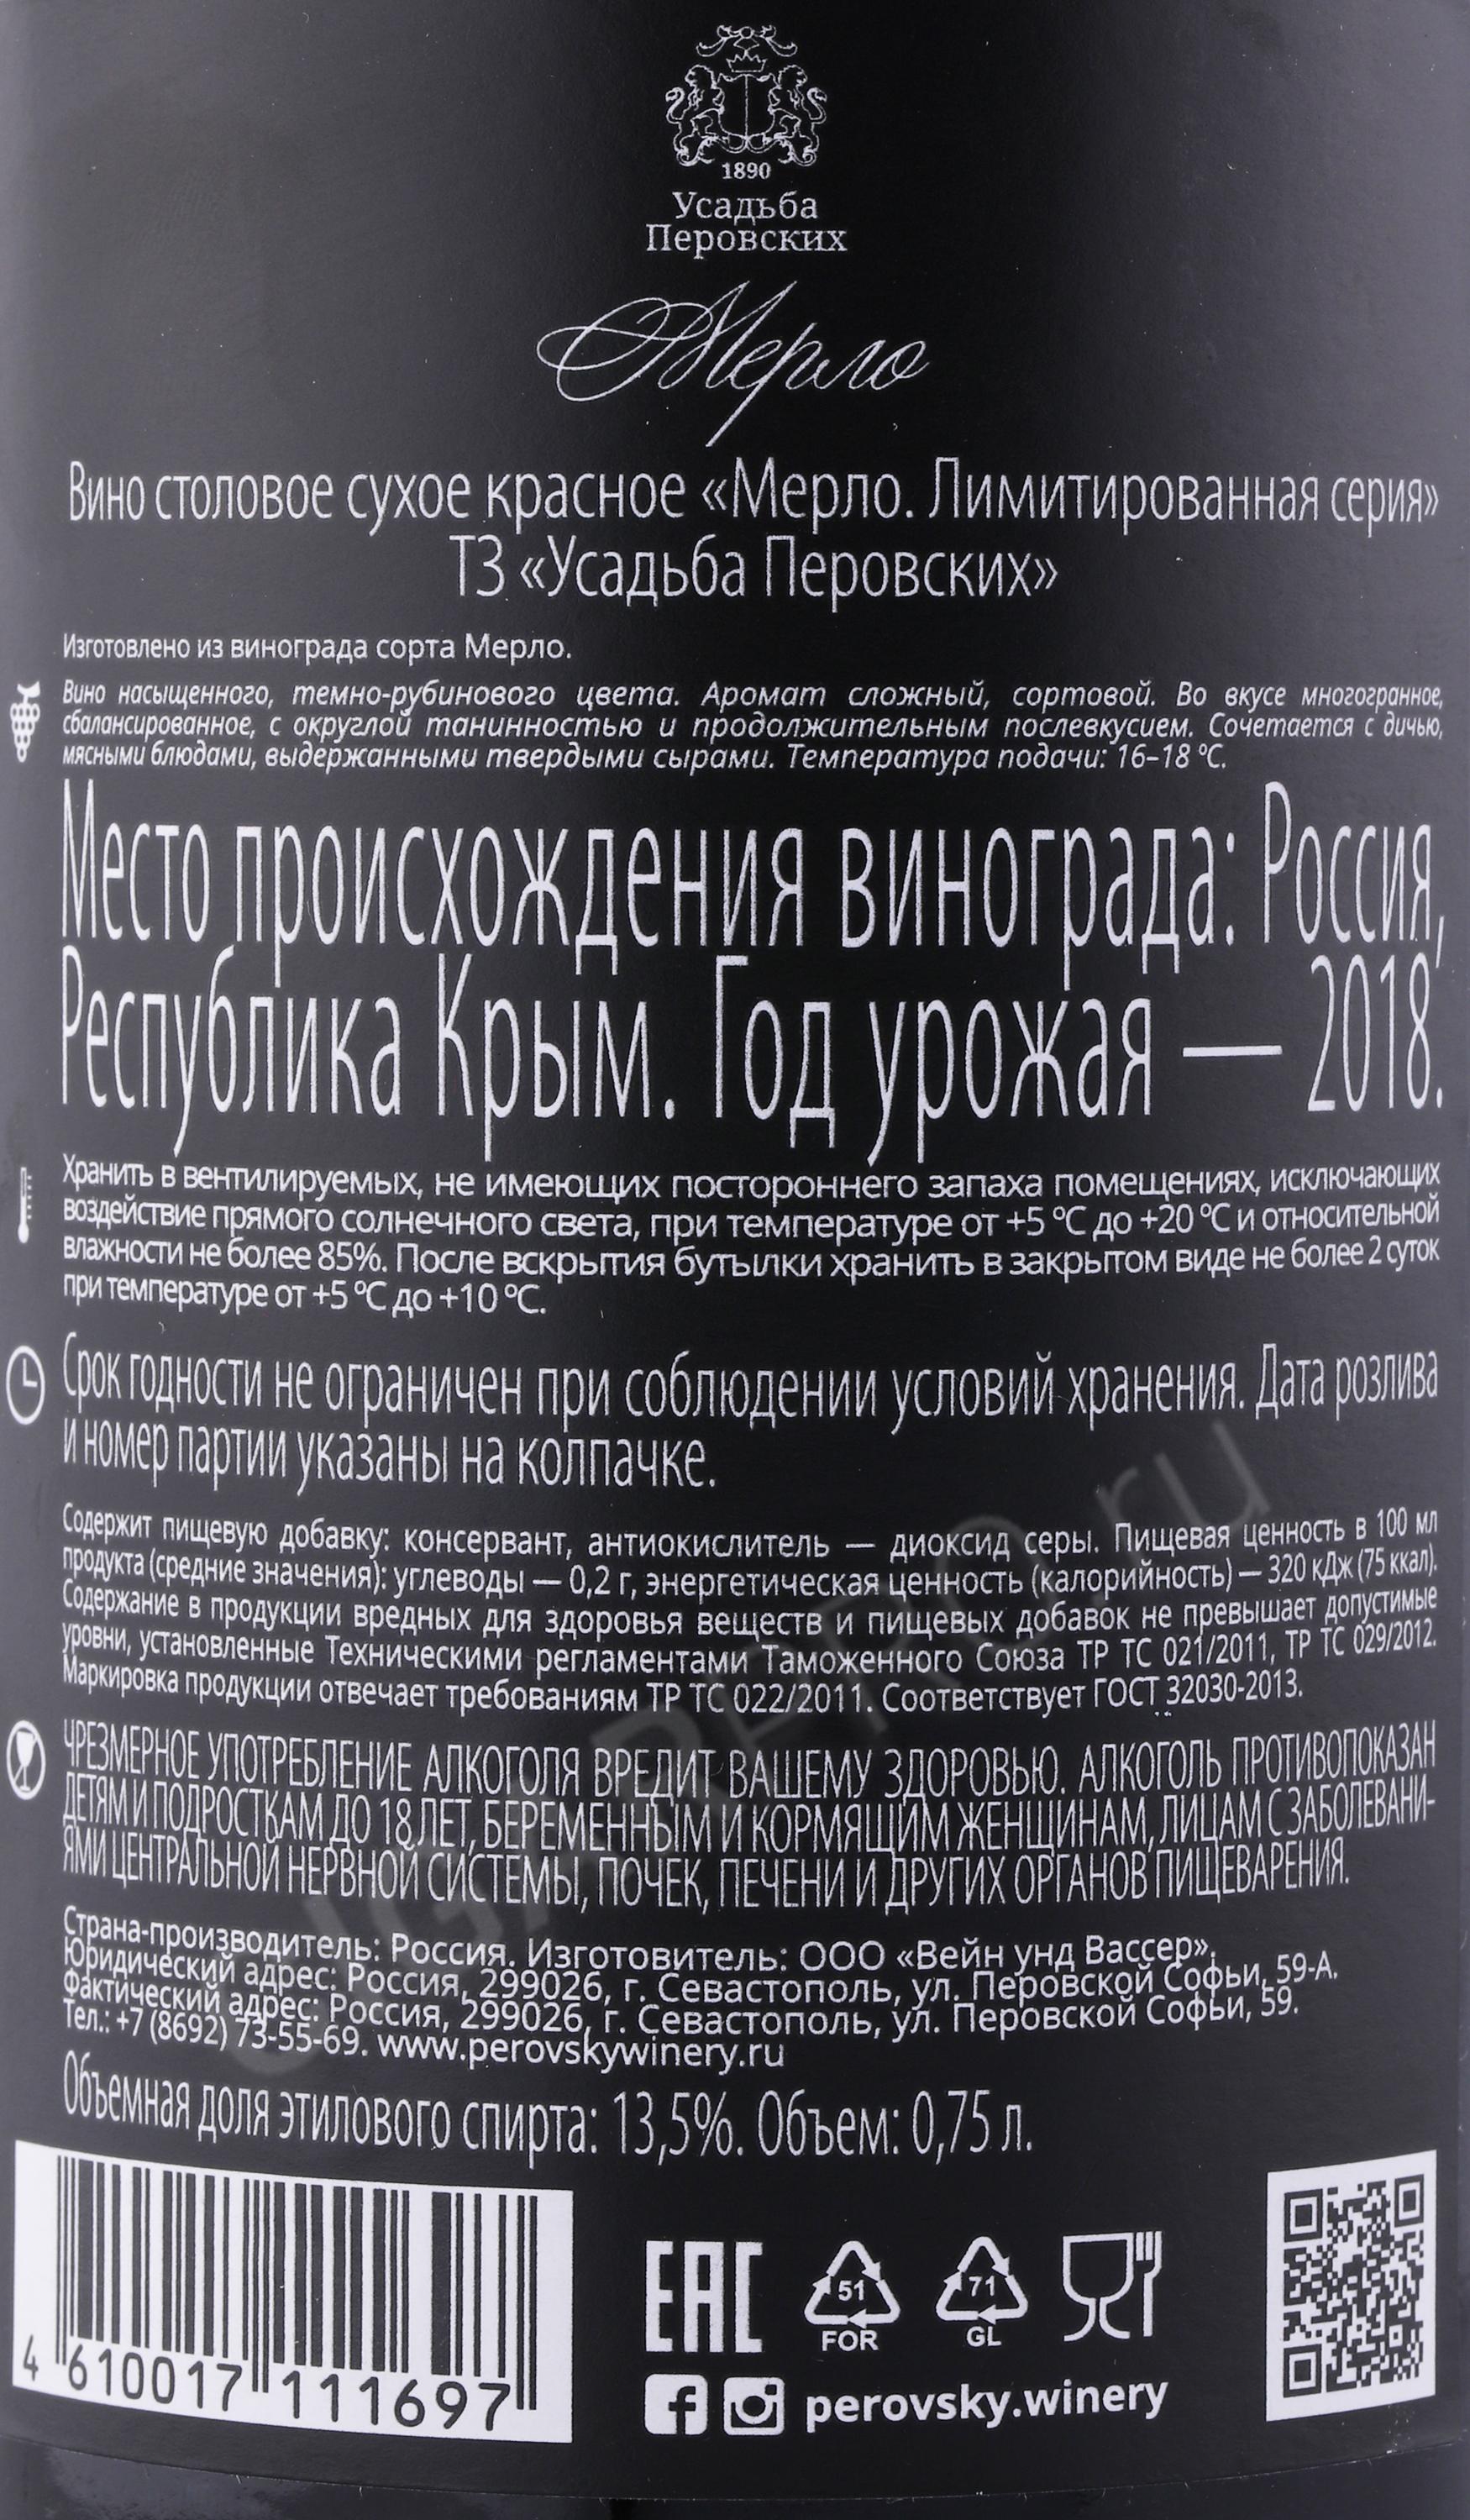 1890
Усадьба
Перовских
Мерло
Вино столовое сухое красное «Мерло. Лимитированная серия»
ТЗ «Усадьба Перовских»
Изготовлено из винограда сорта Мерло.
Вино насыщенного, темно-рубинового цвета. Аромат сложный, сортовой. Во вкусе многогранное,
сбалансированное, с округлой танинностью и продолжительным послевкусием. Сочетается с дичью,
мясными блюдами, выдержанными твердыми сырами. Температура подачи: 16–18 °С.
Место происхождения винограда: Россия,
Республика Крым. Год урожая — 2018.
Хранить в вентилируемых, не имеющих постороннего запаха помещениях, исключающих
воздействие прямого солнечного света, при температуре от +5 °С до +20 °С и относительной
влажности не более 85%. После вскрытия бутылки хранить в закрытом виде не более 2 суток
при температуре от +5 °С до +10 °С.
Срок годности не ограничен при соблюдении условий хранения. Дата розлива
и номер партии указаны на колпачке.
Содержит пищевую добавку: консервант, антиокислитель — диоксид серы. Пищевая ценность в 100 мл
продукта (средние значения): углеводы — 0,2 г, энергетическая ценность (калорийность) — 320 кДж (75 ккал).
Содержание в продукции вредных для здоровья веществ и пищевых добавок не превышает допустимые
уровни, установленные Техническими регламентами Таможенного Союза ТР ТС 021/2011, ТР ТС 029/2012.
Маркировка продукции отвечает требованиям ТР ТС 022/2011. Соответствует ГОСТ 32030-2013.
ЧРЕЗМЕРНОЕ УПОТРЕБЛЕНИЕ АЛКОГОЛЯ ВРЕДИТ ВАШЕМУ ЗДОРОВЬЮ. АЛКОГОЛЬ ПРОТИВОПОКАЗАН
ДЕТЯМ И ПОДРОСТКАМ ДО 18 ЛЕТ, БЕРЕМЕННЫМ И КОРМЯЩИМ ЖЕНЩИНАМ, ЛИЦАМ С ЗАБОЛЕВАНИ-
ЯМИ ЦЕНТРАЛЬНОЙ НЕРВНОЙ СИСТЕМЫ, ПОЧЕК, ПЕЧЕНИ И ДРУГИХ ОРГАНОВ ПИЩЕВАРЕНИЯ.
Страна-производитель: Россия. Изготовитель: ООО «Вейн унд Вассер».
Юридический адрес: Россия, 299026, г. Севастополь, ул. Перовской Софьи, 59-А.
Фактический адрес: Россия, 299026, г. Севастополь, ул. Перовской Софьи, 59.
Тел.: +7 (8692) 73-55-69. www.perovskywinery.ru
Объемная доля этилового спирта: 13,5%. Объем: 0,75 л.
4 610017 111697
EAC
51
FOR
71
GL
perovsky.winery